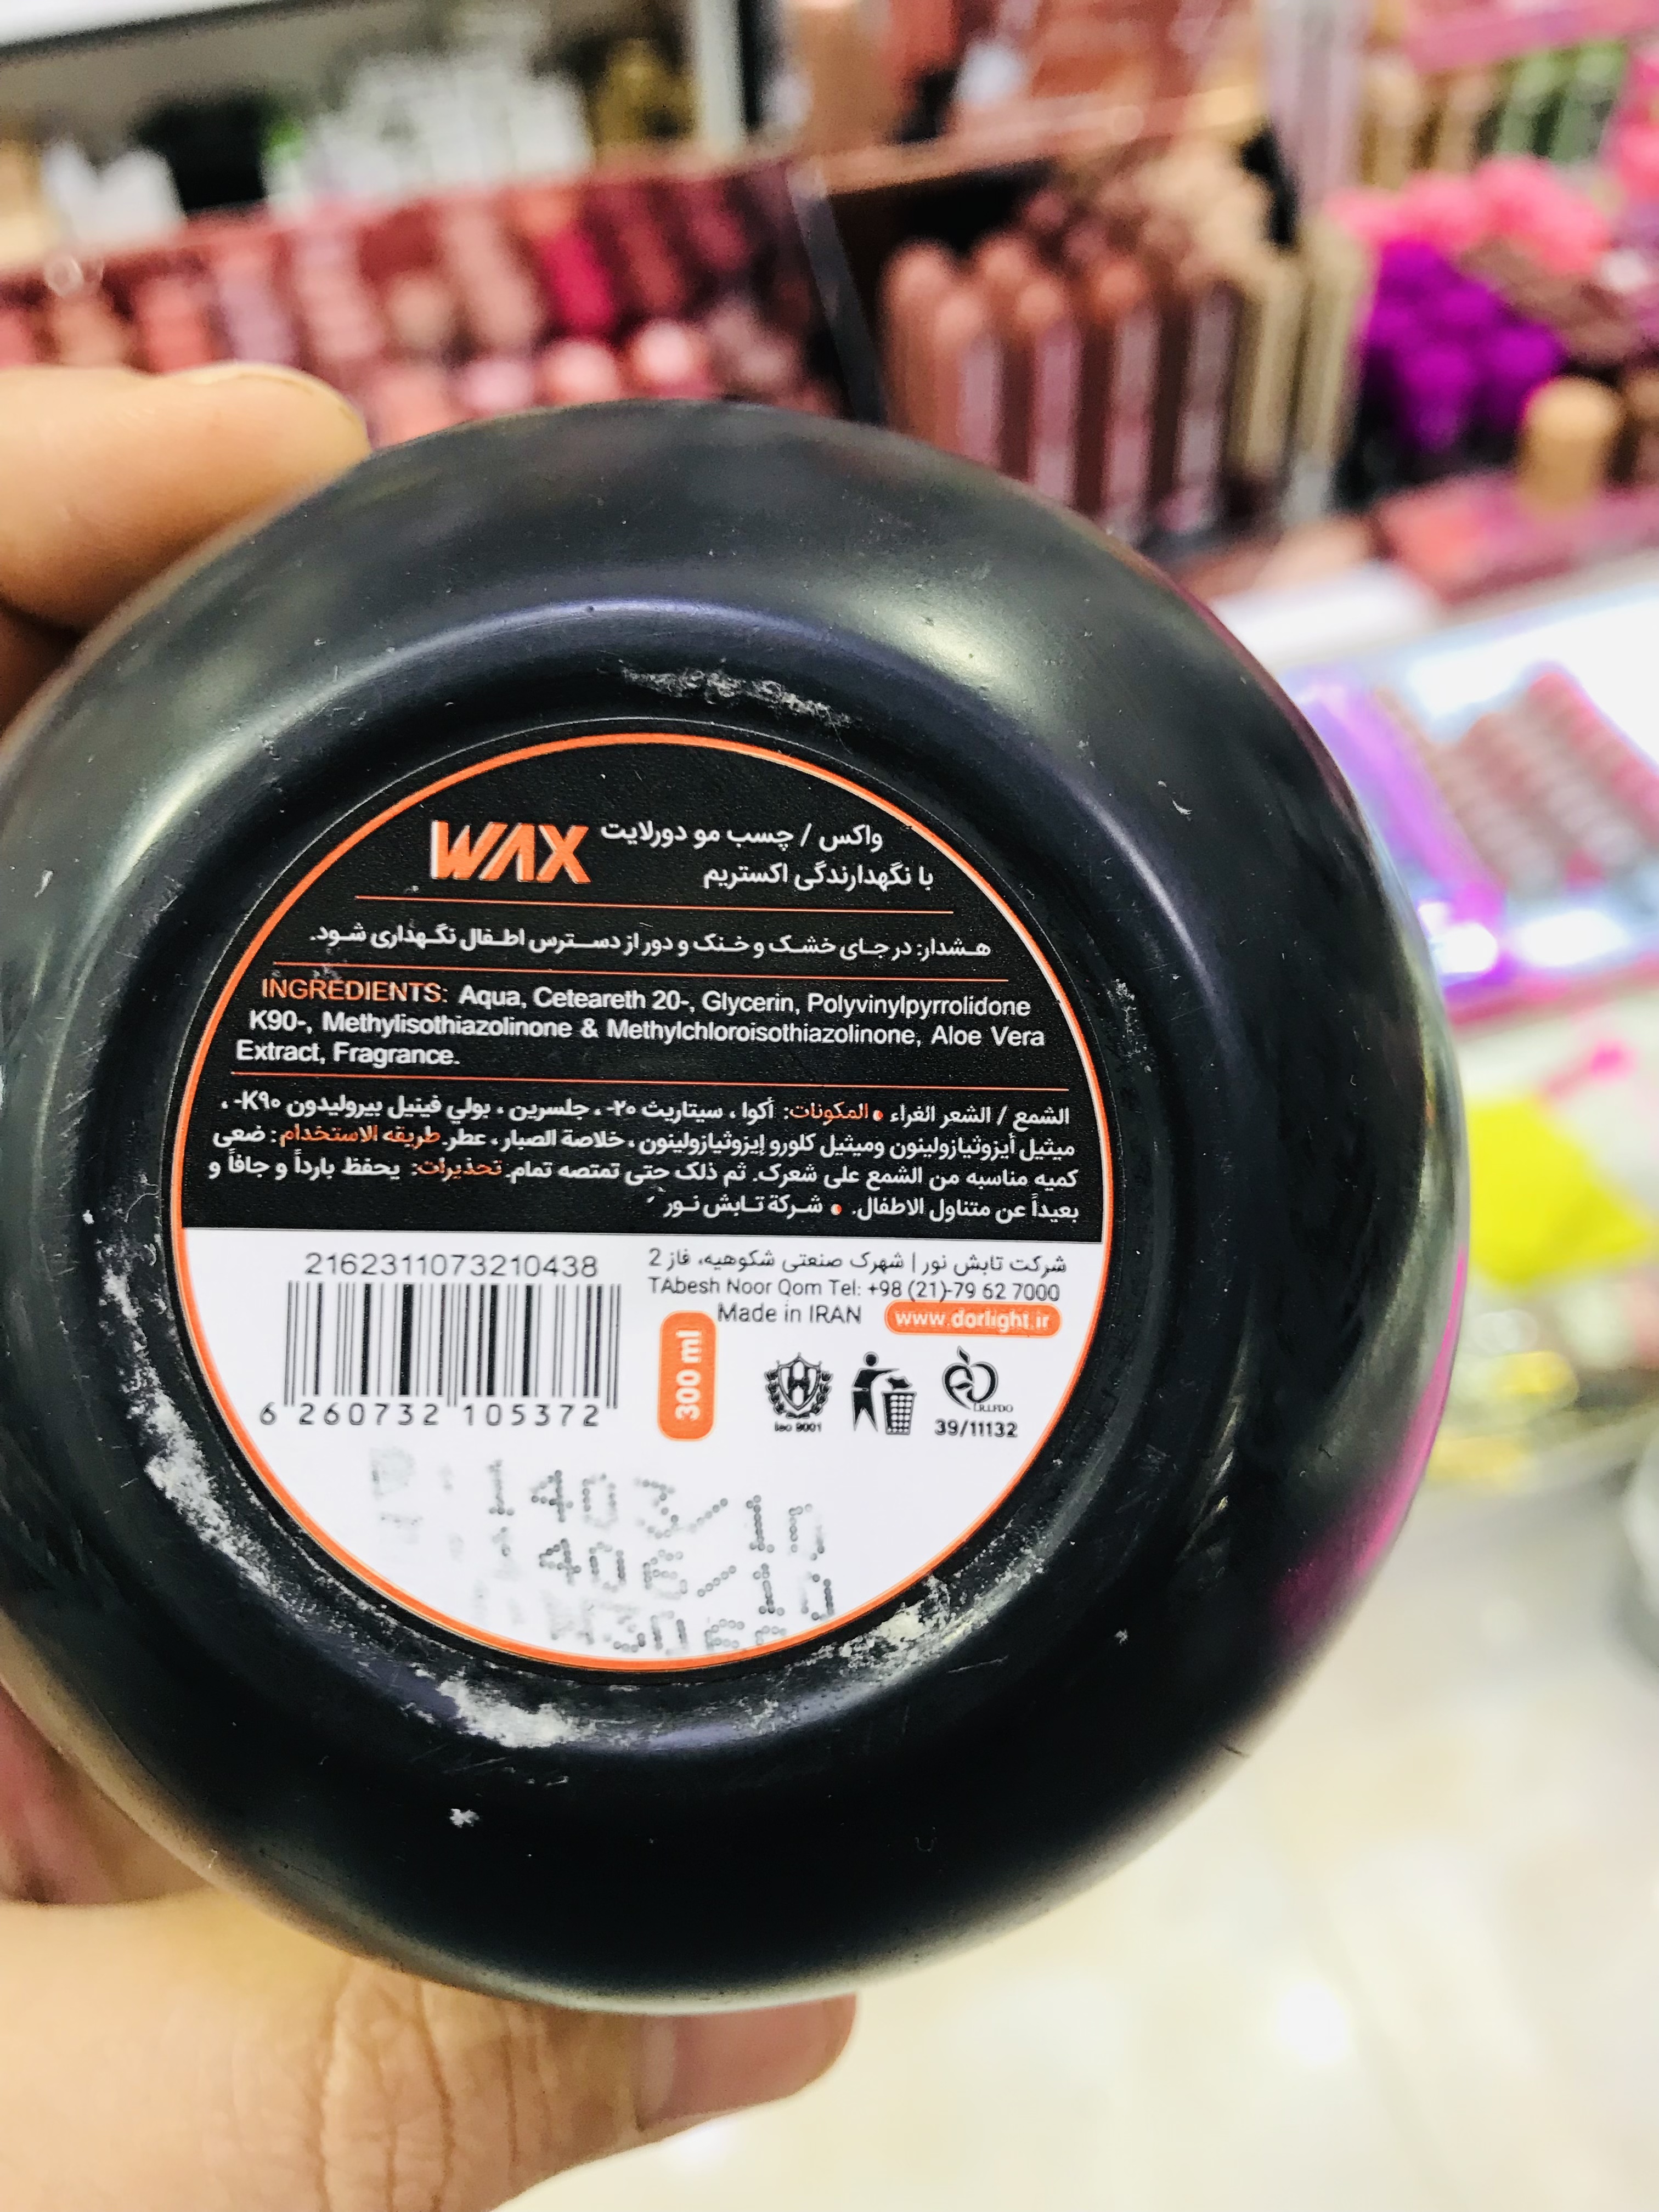 WAX واکس / چسب مو دورلایت
با نگهدارندگی اکستریم
هشدار: در جای خشک و خنک و دور از دسترس اطفال نگهداری شود.
INGREDIENTS: Aqua, Ceteareth 20-, Glycerin, Polyvinylpyrrolidone
K90-, Methylisothiazolinone & Methylchloroisothiazolinone, Aloe Vera
Extract, Fragrance.
الشمع / الشعر الغراء • المكونات: أكوا ، سيتاريث ۲۰- ، جلسرين ، بولي فينيل بيروليدون K۹۰- ،
ميثيل أيزوثيازولينون وميثيل كلورو إيزوثيازولينون ، خلاصة الصبار ، عطر. طريقه الاستخدام : ضعی
كميه مناسبه من الشمع على شعرك. ثم ذلك حتى تمتصه تمام. تحذيرات: يحفظ بارداً و جافاً و
بعيداً عن متناول الاطفال. • شركة تابش نور
2162311073210438
6 260732 105372
شرکت تابش نور | شهرک صنعتی شکوهیه، فاز 2
TAbesh Noor Qom Tel: +98 (21)-79 62 7000
Made in IRAN www.dorlight.ir
300 ml
Iso 9001
I.R.I.FDO
39/11132
1403/10
1406/10